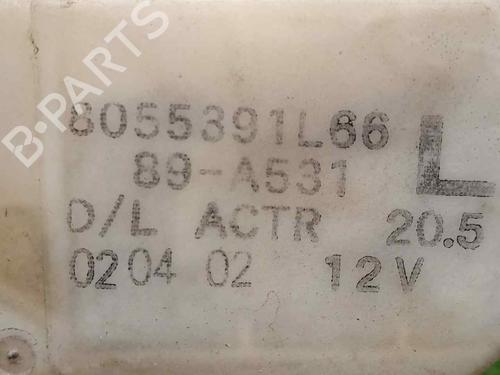 B-PARTS
8055391L66
89-A531 L
D/L ACTR 20.5
0204 02 12V